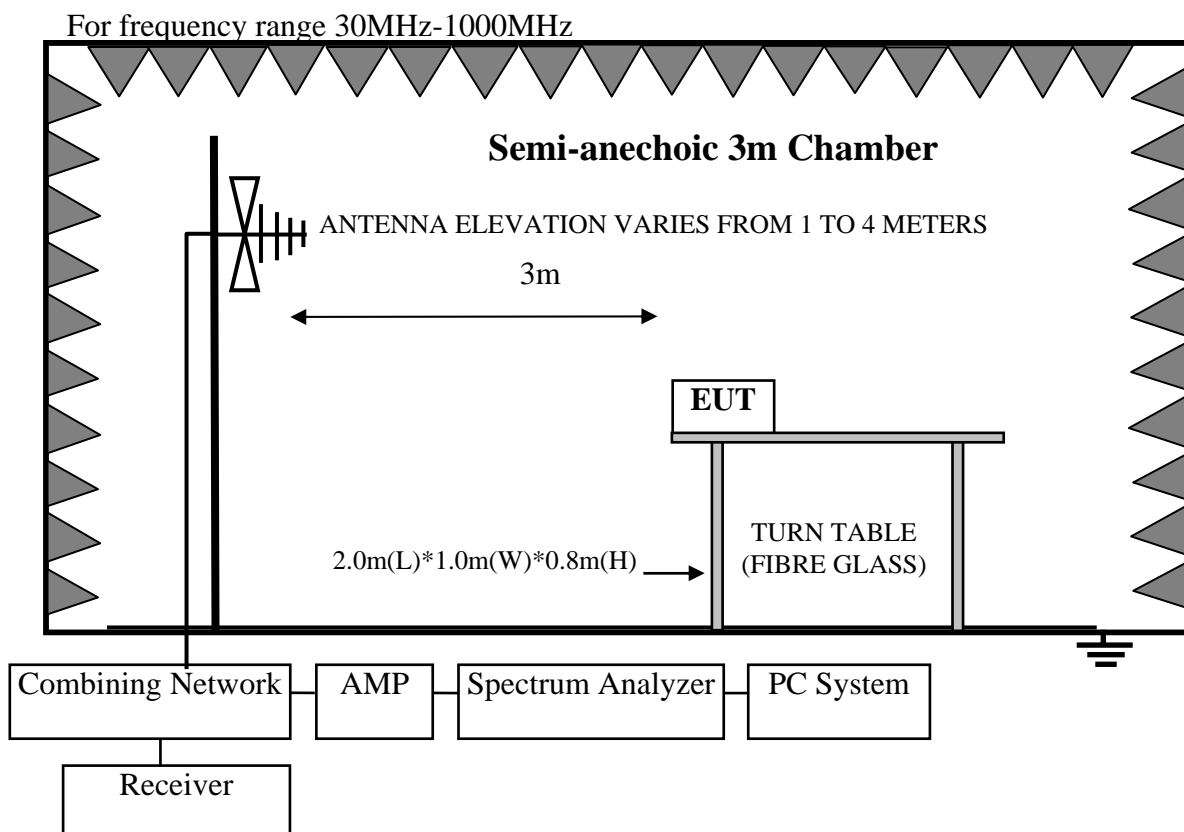 For frequency range 30MHz-1000MHz
Semi-anechoic 3m Chamber
ANTENNA ELEVATION VARIES FROM 1 TO 4 METERS
3m
EUT
2.0m(L)*1.0m(W)*0.8m(H)
TURN TABLE
(FIBRE GLASS)
Combining Network
AMP
Spectrum Analyzer
PC System
Receiver